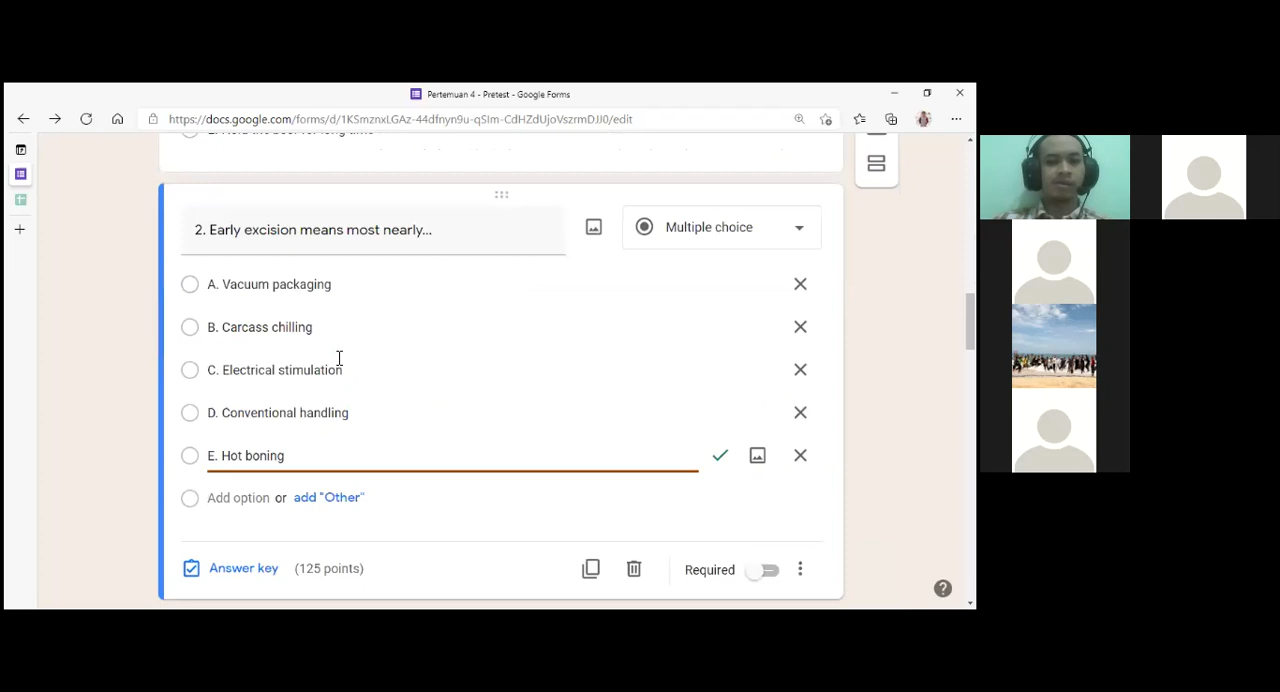 Pertemuan 4 - Pretest - Google Forms
https://docs.google.com/forms/d/1KSmznxLGAz-44dfnyn9u-qSIm-CdHZdUjoVszrmDJJ0/edit
2. Early excision means most nearly...
Multiple choice
A. Vacuum packaging
B. Carcass chilling
C. Electrical stimulation
D. Conventional handling
E. Hot boning
Add option or add "Other"
Answer key (125 points)
Required